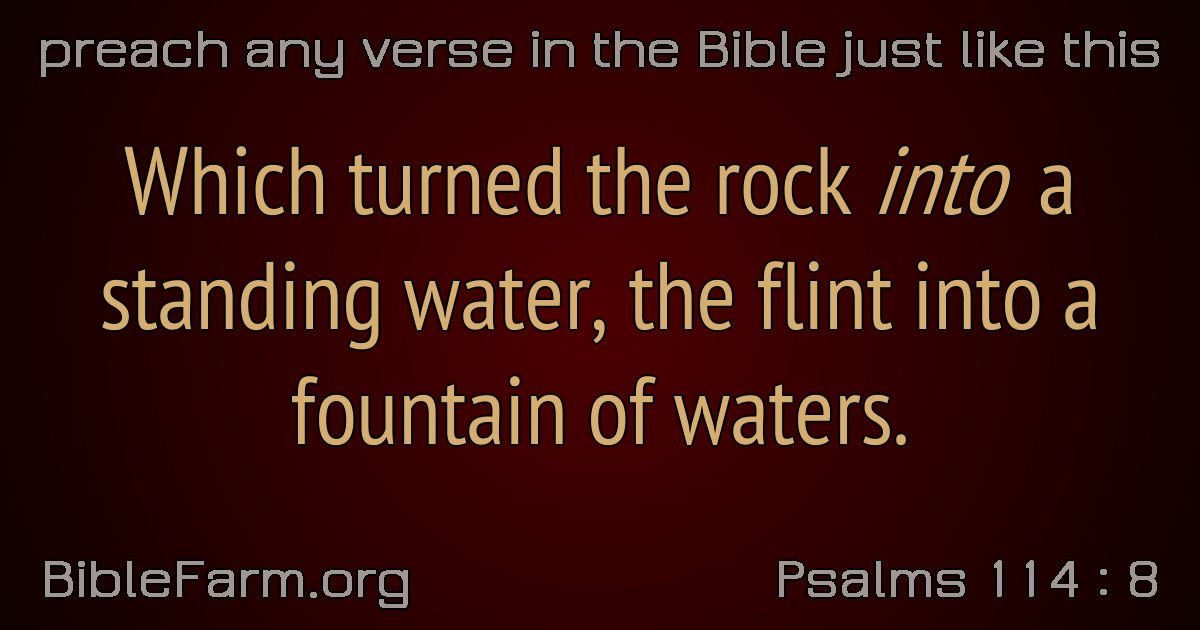 preach any verse in the Bible just like this
Which turned the rock into a
standing water, the flint into a
fountain of waters.
BibleFarm.org
Psalms 114 : 8